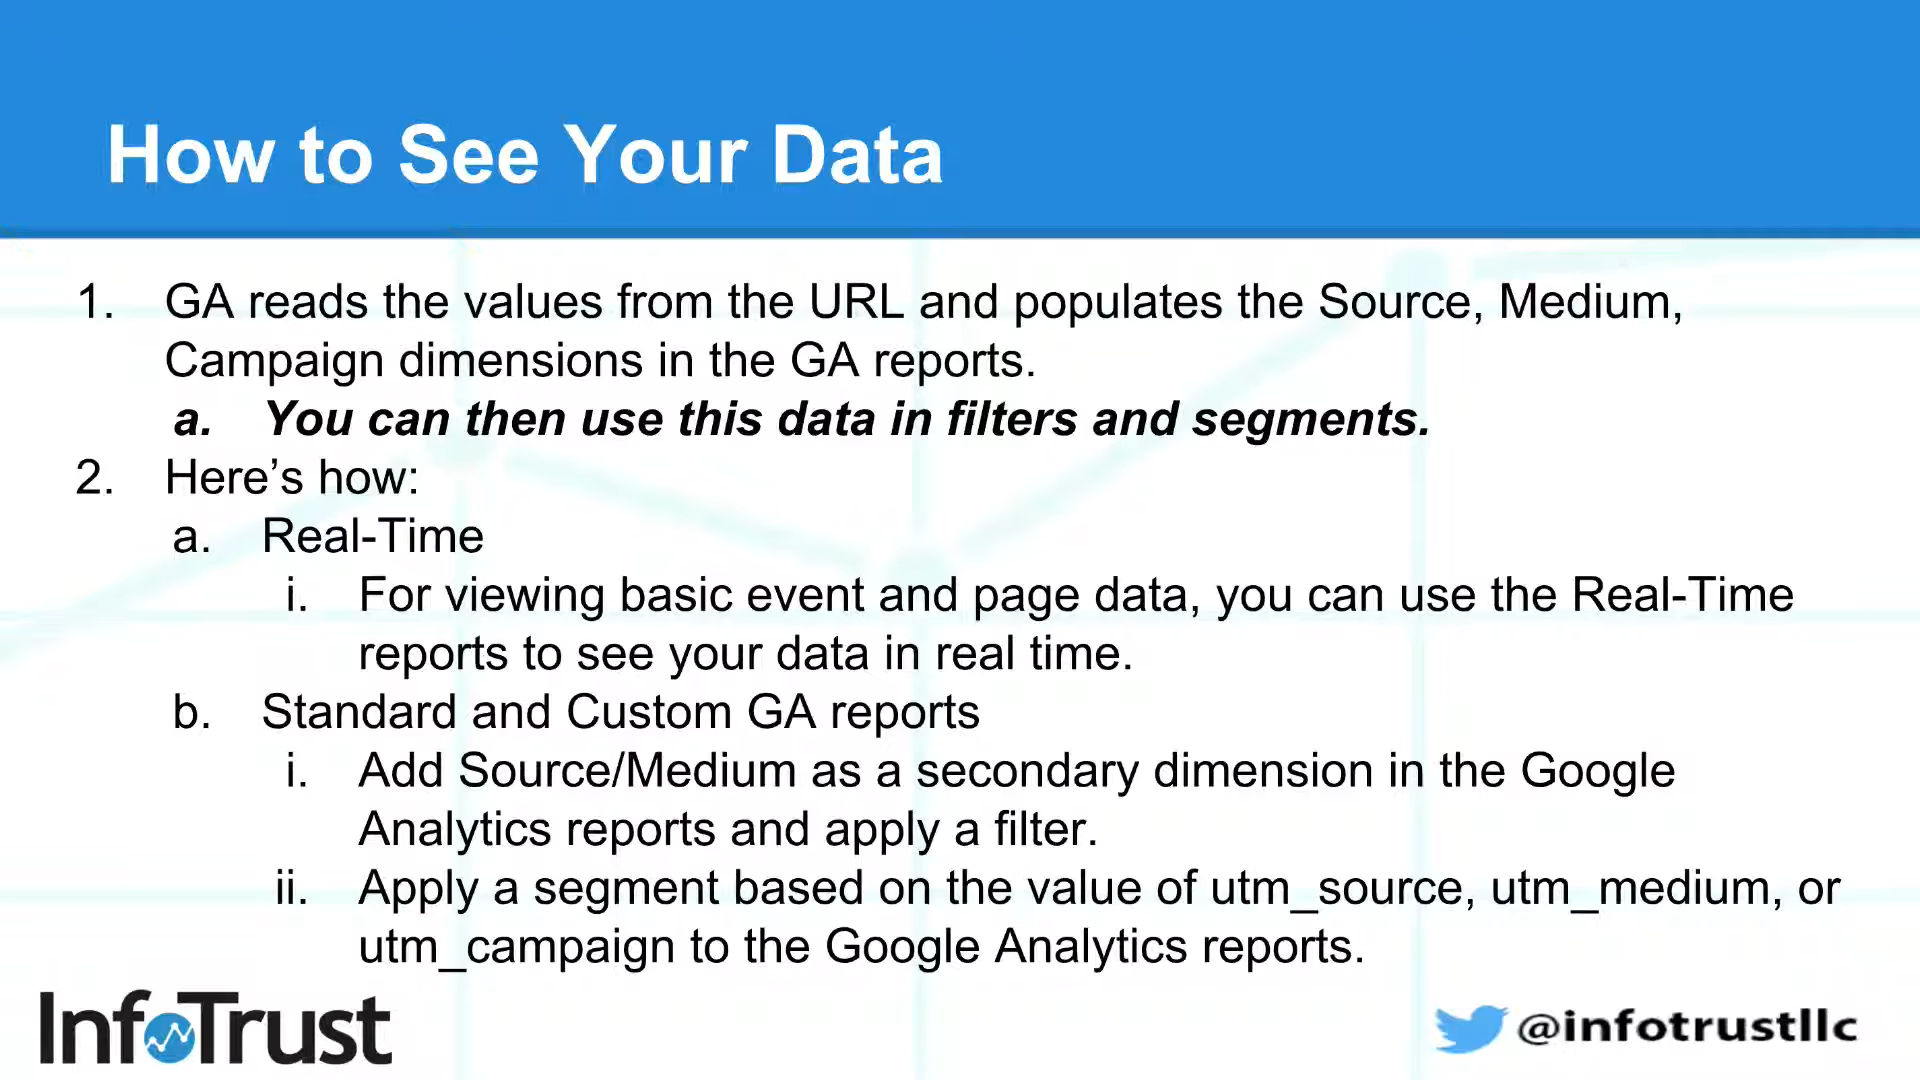 How to See Your Data
1. GA reads the values from the URL and populates the Source, Medium,
Campaign dimensions in the GA reports.
a. You can then use this data in filters and segments.
2. Here’s how:
a. Real-Time
i. For viewing basic event and page data, you can use the Real-Time
reports to see your data in real time.
b. Standard and Custom GA reports
i. Add Source/Medium as a secondary dimension in the Google
Analytics reports and apply a filter.
ii. Apply a segment based on the value of utm_source, utm_medium, or
utm_campaign to the Google Analytics reports.
InfoTrust
@infotrustllc